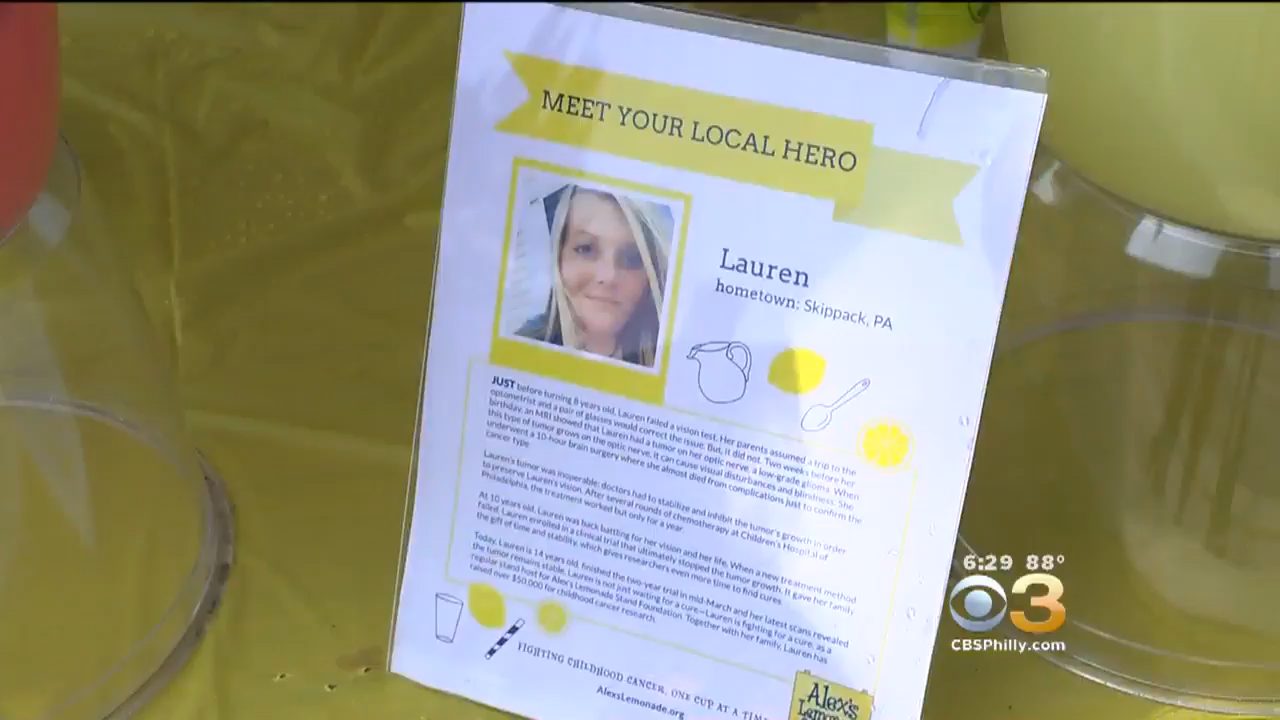 MEET YOUR LOCAL HERO
Lauren
hometown: Skippack, PA
JUST before turning 8 years old, Lauren failed a vision test. Her parents assumed a trip to the
optometrist and a pair of glasses would correct the issue. But, it did not. Two weeks before her
birthday, an MRI showed that Lauren had a tumor on her optic nerve, a low-grade glioma. When
this type of tumor grows on the optic nerve, it can cause visual disturbances and blindness. She
underwent a 10-hour brain surgery where she almost died from complications just to confirm the
cancer type.
Lauren's tumor was inoperable; doctors had to stabilize and inhibit the tumor's growth in order
to preserve Lauren's vision. After several rounds of chemotherapy at Children's Hospital of
Philadelphia, the treatment worked but only for a year.
At 10 years old, Lauren was back battling for her vision and her life. When a new treatment method
failed, Lauren enrolled in a clinical trial that ultimately stopped the tumor growth. It gave her family
the gift of time and stability, which gives researchers even more time to find cures.
Today, Lauren is 14 years old, finished the two-year trial in mid-March and her latest scans revealed
the tumor remains stable. Lauren is not just waiting for a cure—Lauren is fighting for a cure, as a
regular stand host for Alex's Lemonade Stand Foundation. Together with her family, Lauren has
raised over $50,000 for childhood cancer research.
FIGHTING CHILDHOOD CANCER, ONE CUP AT A TIME
AlexsLemonade.org
Alex's
6:29 88°
3
CBSPhilly.com